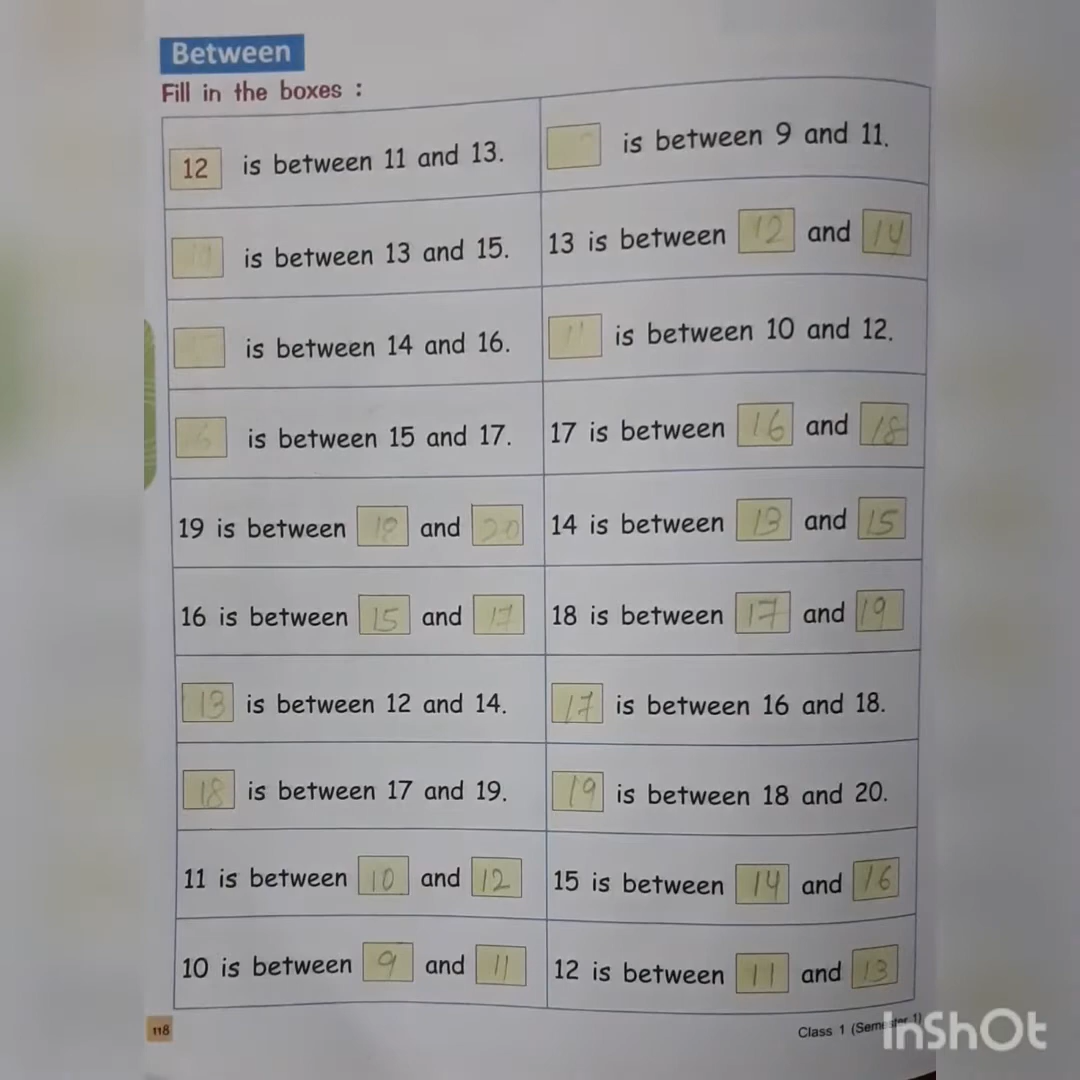 Between
Fill in the boxes :
12 is between 11 and 13.
is between 9 and 11.
is between 13 and 15.
13 is between 12 and 14
is between 14 and 16.
11 is between 10 and 12.
is between 15 and 17.
17 is between 16 and 18
19 is between 18 and 20
14 is between 13 and 15
16 is between 15 and 17
18 is between 17 and 19
13 is between 12 and 14.
17 is between 16 and 18.
18 is between 17 and 19.
19 is between 18 and 20.
11 is between 10 and 12
15 is between 14 and 16
10 is between 9 and 11
12 is between 11 and 13
118
Class 1 (Semester 1)
InShOt